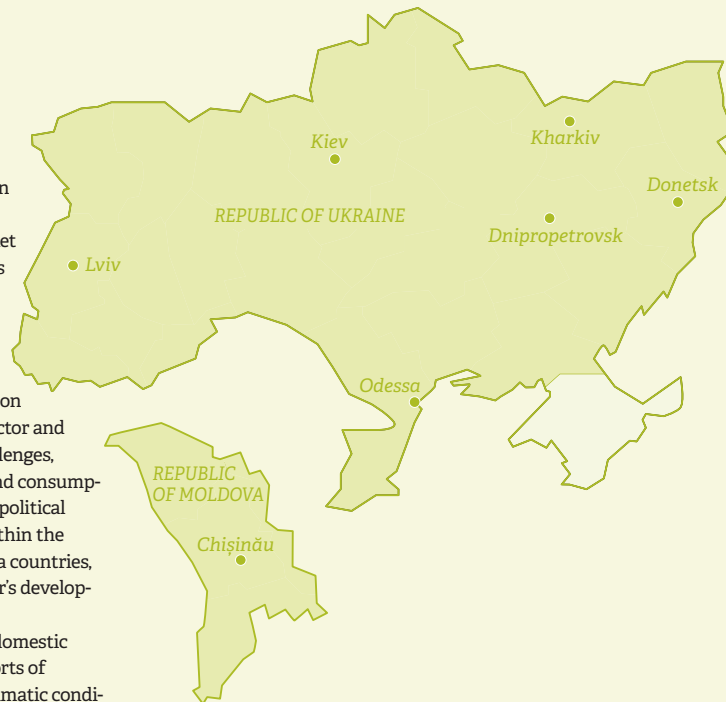 n
et
s
on
ctor and
lenges,
nd consump-
political
thin the
a countries,
r’s develop-
domestic
rts of
matic condi-
Kiev
Kharkiv
Donetsk
REPUBLIC OF UKRAINE
Dnipropetrovsk
Lviv
Odessa
REPUBLIC
OF MOLDOVA
Chișinău